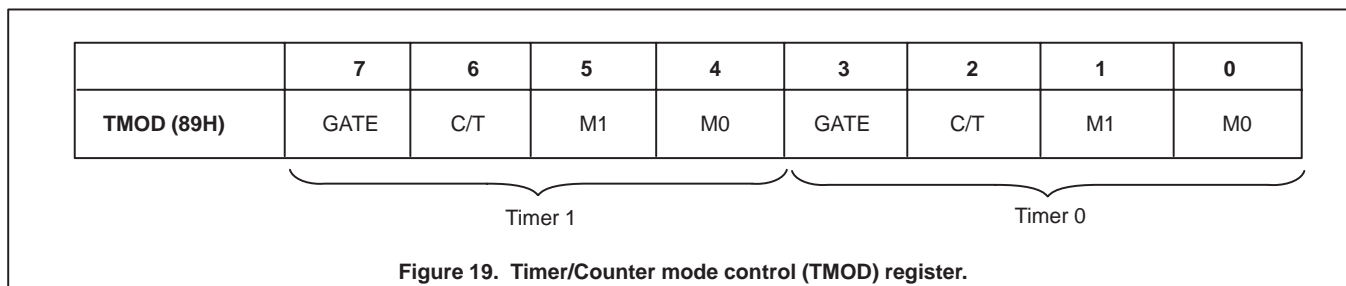 7 6 5 4 3 2 1 0
TMOD (89H) GATE C/T M1 M0 GATE C/T M1 M0
Timer 1 Timer 0
Figure 19. Timer/Counter mode control (TMOD) register.